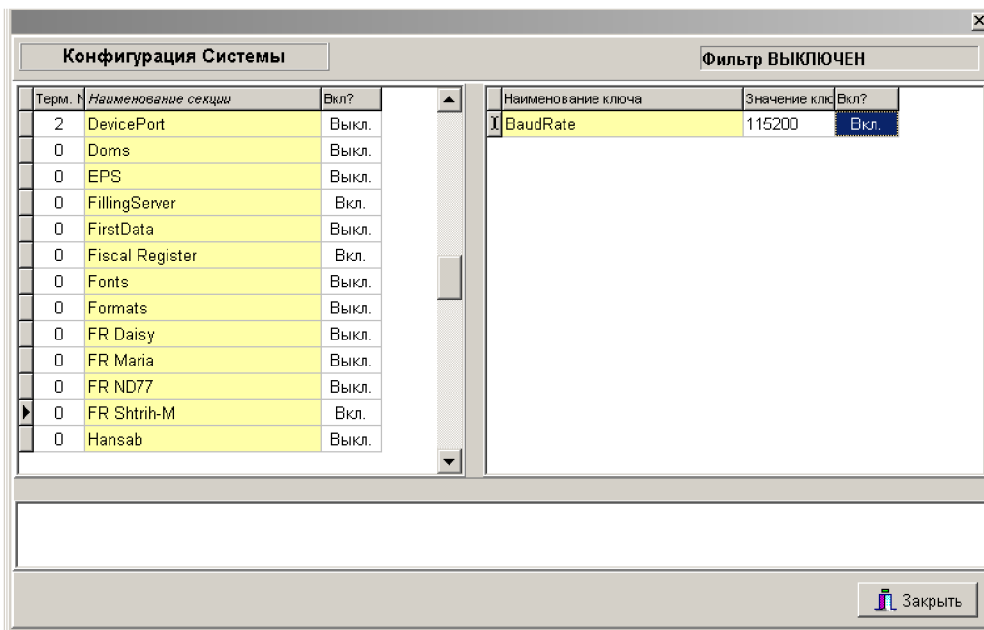 Конфигурация Системы
Фильтр ВЫКЛЮЧЕН
Терм. N Наименование секции Вкл?
2 DevicePort Выкл.
0 Doms Выкл.
0 EPS Выкл.
0 FillingServer Вкл.
0 FirstData Выкл.
0 Fiscal Register Вкл.
0 Fonts Выкл.
0 Formats Выкл.
0 FR Daisy Выкл.
0 FR Maria Выкл.
0 FR ND77 Выкл.
0 FR Shtrih-M Вкл.
0 Hansab Выкл.
Наименование ключа Значение клю Вкл?
BaudRate 115200 Вкл.
Закрыть